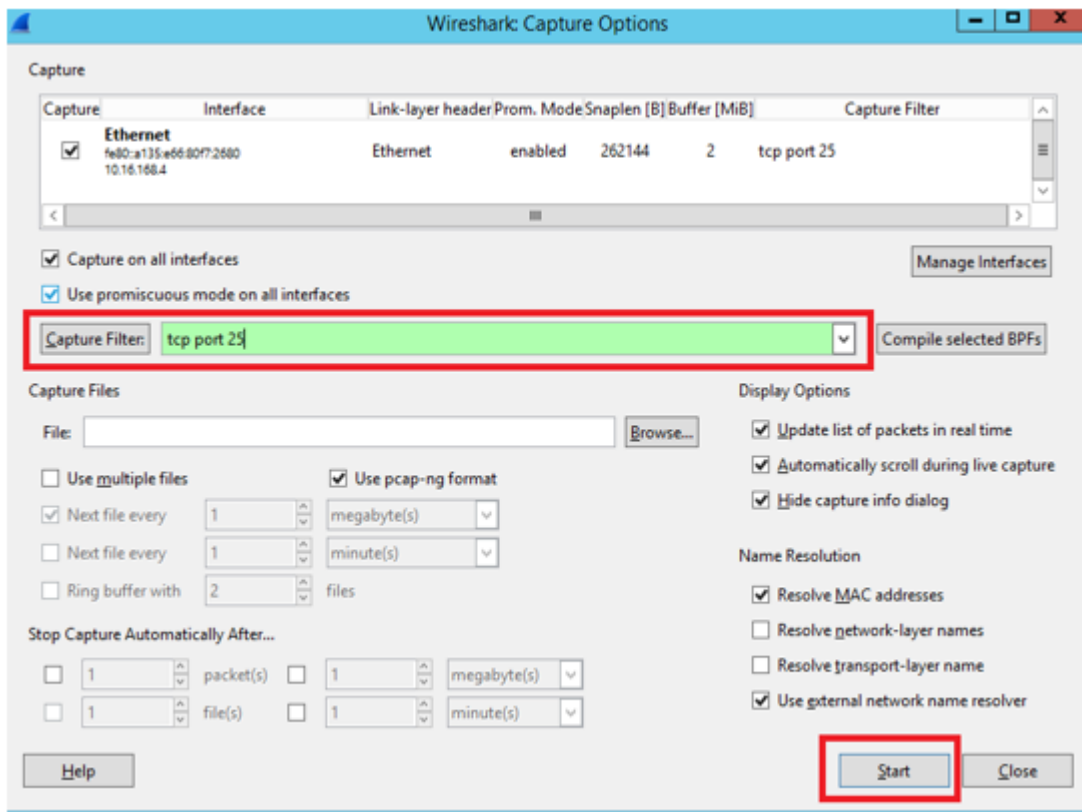 Wireshark: Capture Options
Capture
Capture Interface Link-layer header Prom. Mode Snaplen [B] Buffer [MiB] Capture Filter
Ethernet
fe80::a135:e66:80f7:2680
10.16.168.4
Ethernet enabled 262144 2 tcp port 25
Capture on all interfaces
Manage Interfaces
Use promiscuous mode on all interfaces
Capture Filter: tcp port 25 Compile selected BPFs
Capture Files
Display Options
File: Browse...
Update list of packets in real time
Use multiple files Use pcap-ng format
Automatically scroll during live capture
Next file every 1 megabyte(s)
Hide capture info dialog
Next file every 1 minute(s)
Name Resolution
Ring buffer with 2 files
Resolve MAC addresses
Stop Capture Automatically After...
Resolve network-layer names
1 packet(s) 1 megabyte(s)
Resolve transport-layer name
1 file(s) 1 minute(s)
Use external network name resolver
Help Start Close